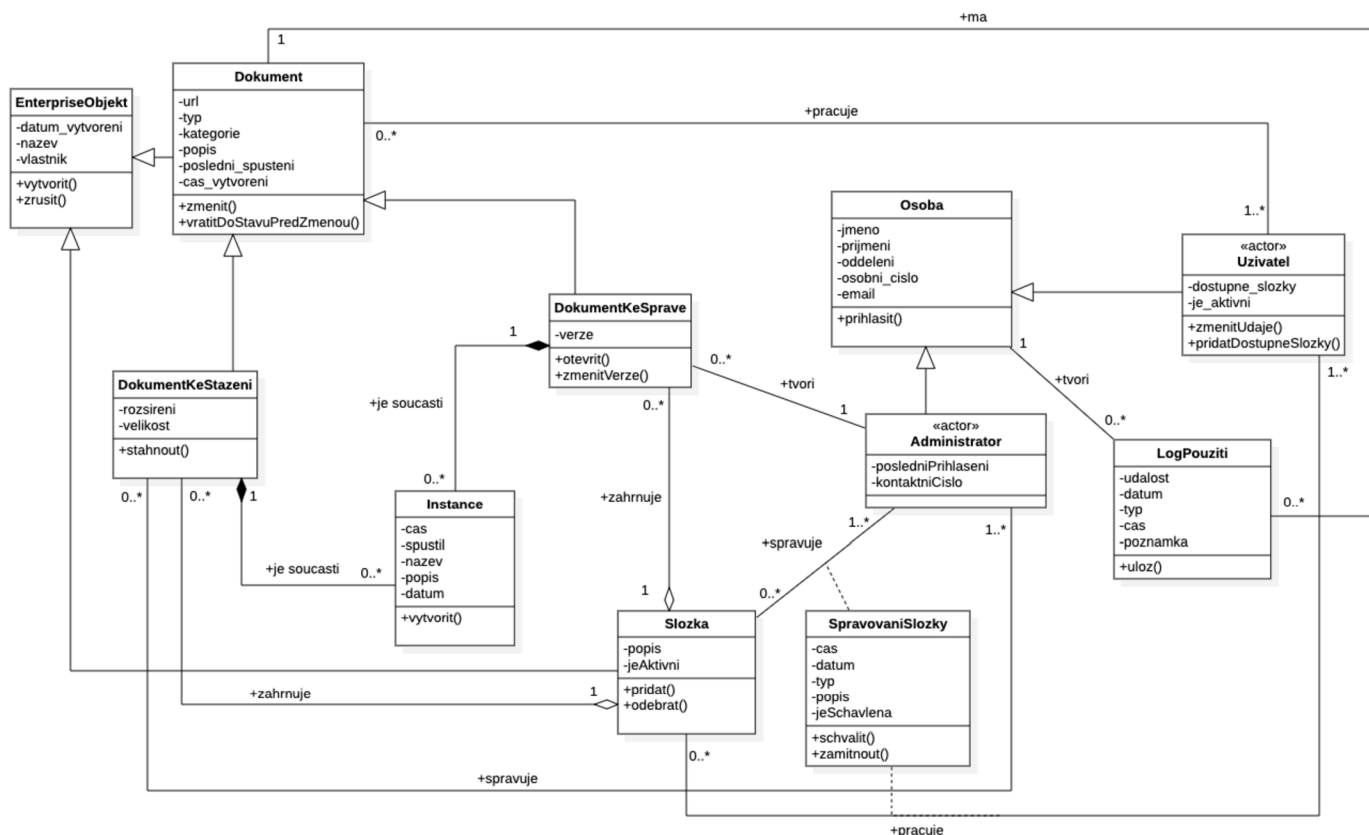 +ma
1
Dokument
-url
-typ
-kategorie
-popis
-posledni_spusteni
-cas_vytvoreni
+zmenit()
+vratitDoStavuPredZmenou()
EnterpriseObjekt
-datum_vytvoreni
-nazev
-vlastnik
+vytvorit()
+zrusit()
+pracuje
0..*
1..*
Osoba
-jmeno
-prijmeni
-oddeleni
-osobni_cislo
-email
+prihlasit()
«actor»
Uzivatel
-dostupne_slozky
-je_aktivni
+zmenitUdaje()
+pridatDostupneSlozky()
1..*
DokumentKeSprave
-verze
+otevrit()
+zmenitVerze()
1
0..*
0..*
+tvori
1
1
+tvori
0..*
DokumentKeStazeni
-rozsireni
-velikost
+stahnout()
0..*
0..*
1
+je soucasti
0..*
«actor»
Administrator
-posledniPrihlaseni
-kontaktniCislo
1..*
1..*
LogPouziti
-udalost
-datum
-typ
-cas
-poznamka
+uloz()
0..*
Instance
-cas
-spustil
-nazev
-popis
-datum
+vytvorit()
+je soucasti
0..*
+zahrnuje
1
+spravuje
0..*
Slozka
-popis
-jeAktivni
+pridat()
+odebrat()
SpravovaniSlozky
-cas
-datum
-typ
-popis
-jeSchavlena
+schvalit()
+zamitnout()
+zahrnuje
1
0..*
+spravuje
+pracuje